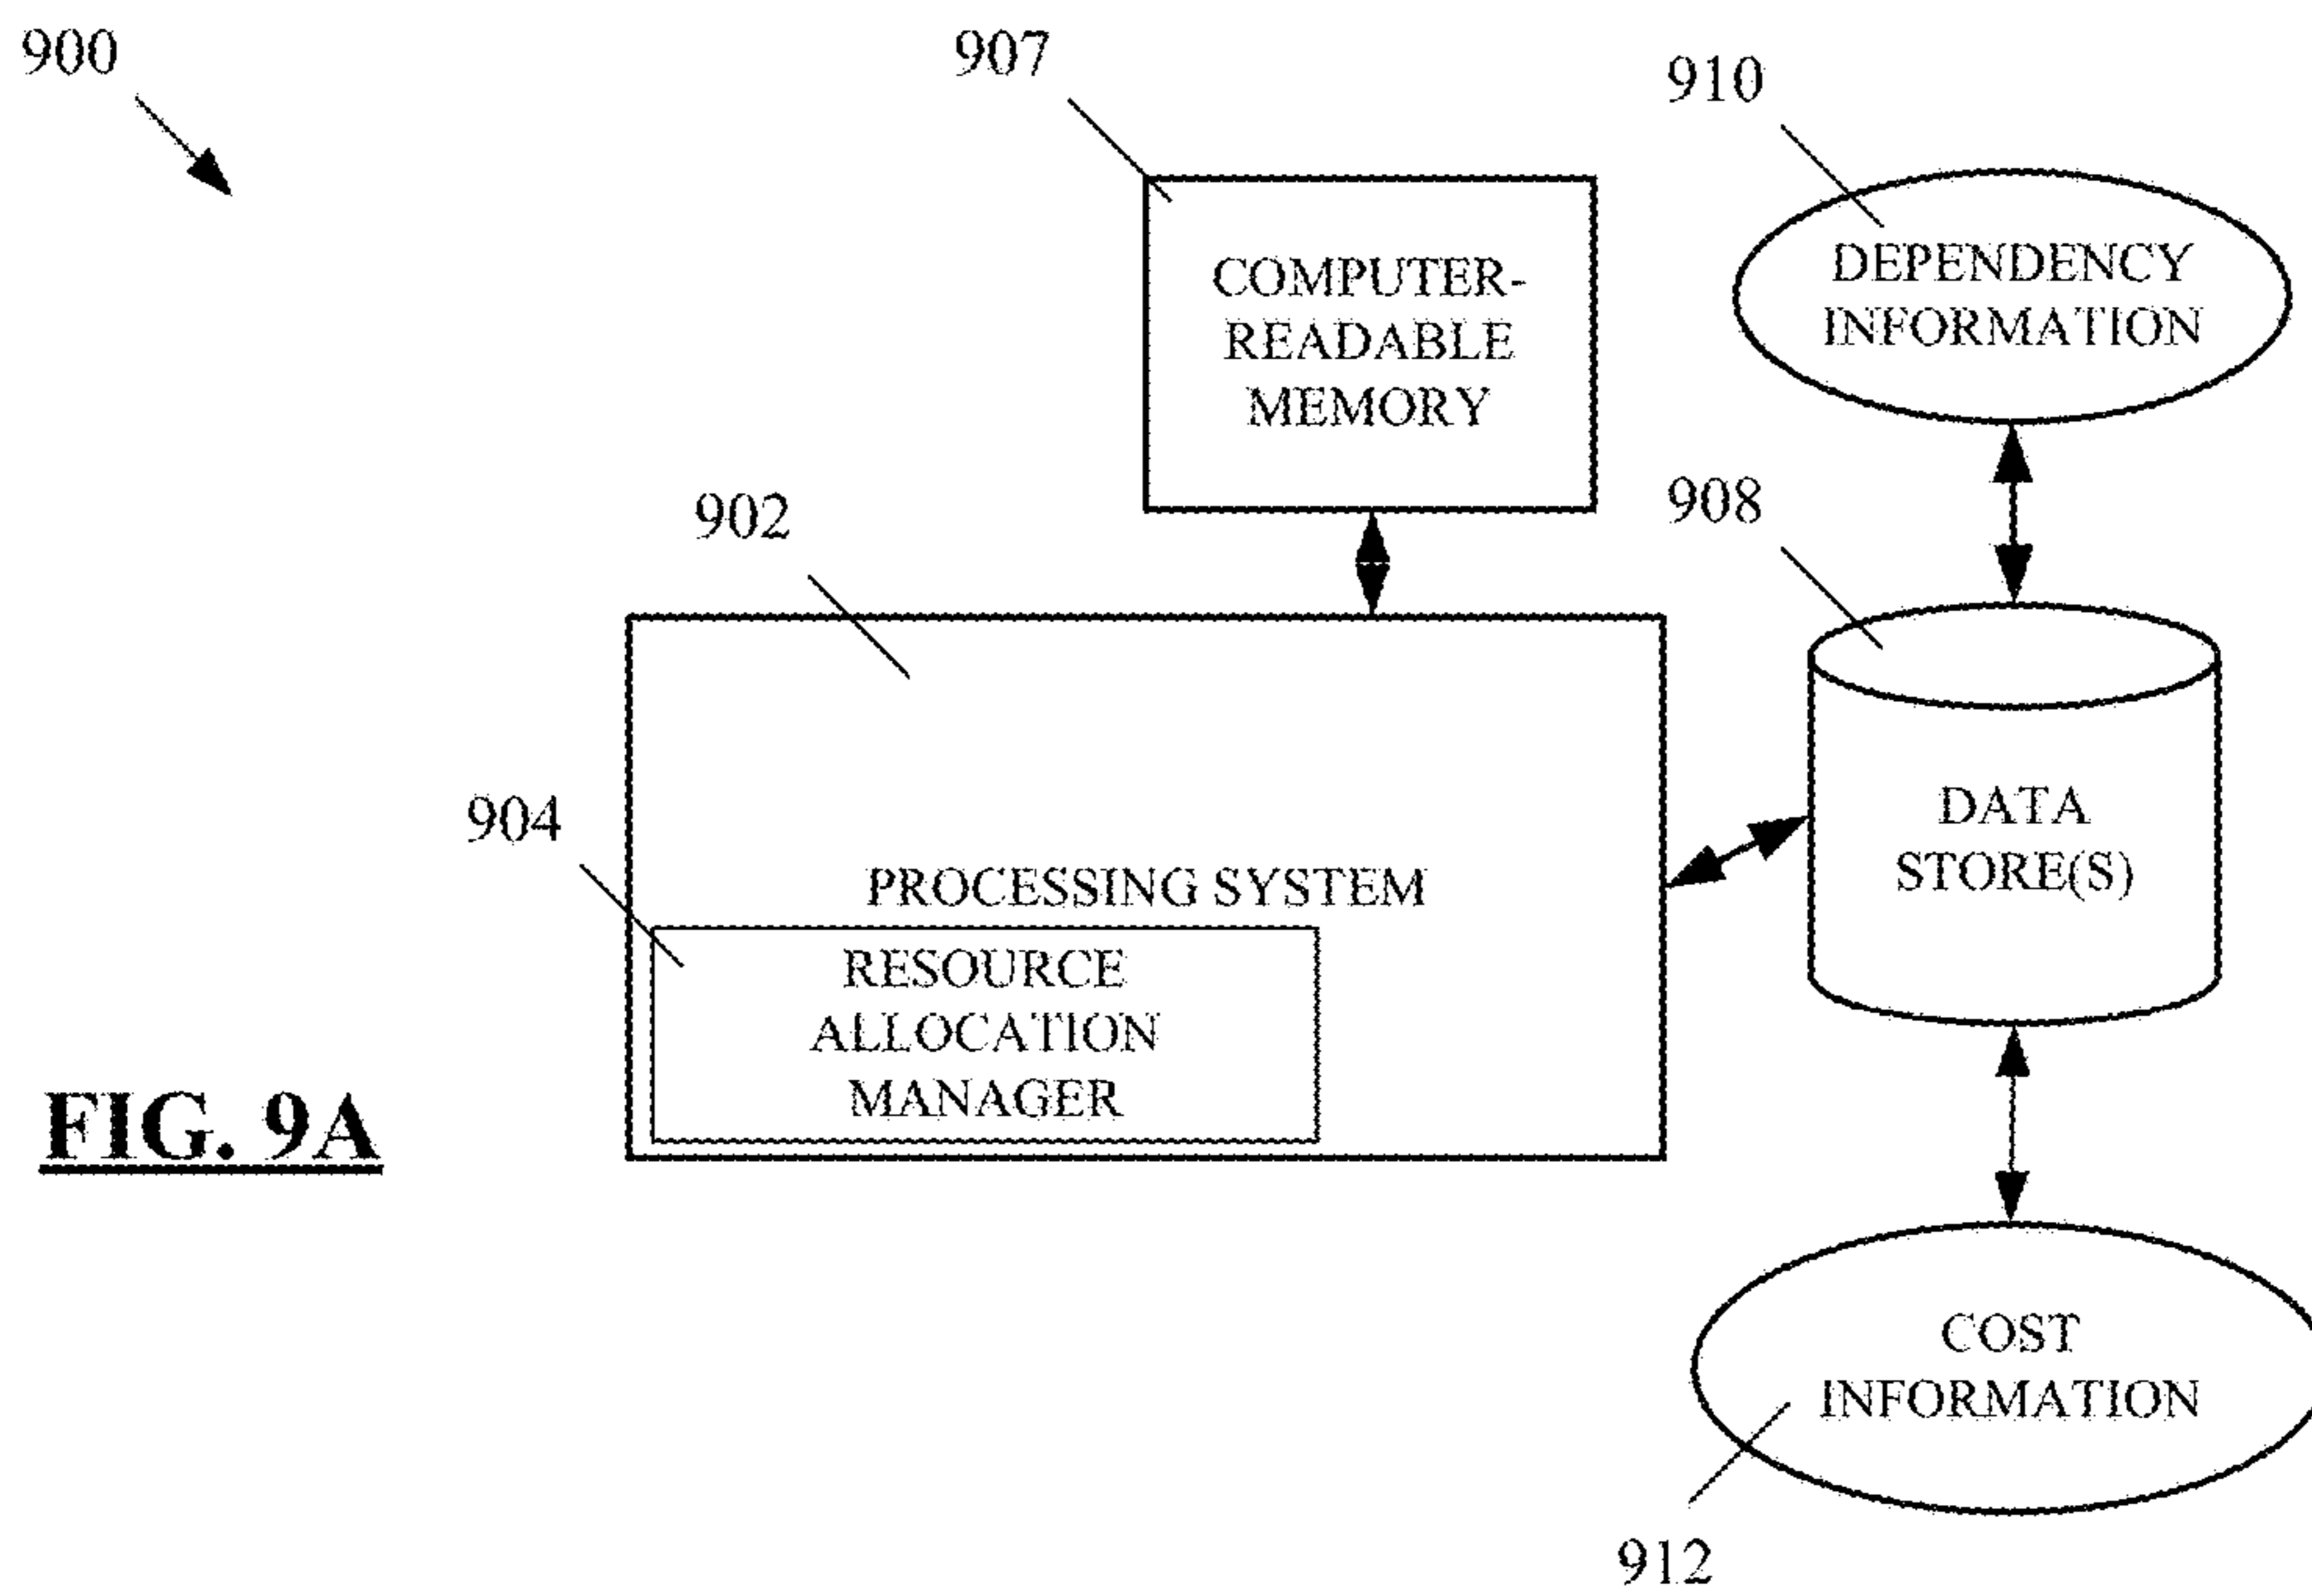 900
907
910
COMPUTER-
READABLE
MEMORY
DEPENDENCY
INFORMATION
902
908
904
PROCESSING SYSTEM
DATA
STORE(S)
RESOURCE
ALLOCATION
MANAGER
FIG. 9A
COST
INFORMATION
912